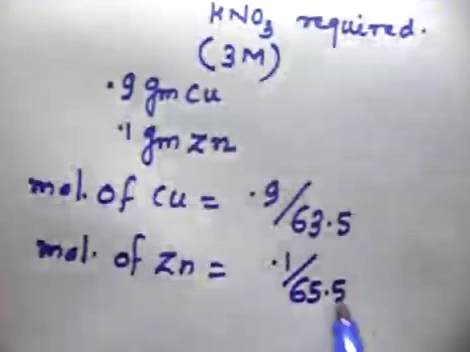 HNO3 required.
(3M)
.9 gm Cu
.1 gm Zn
mol. of Cu = .9/63.5
mol. of Zn = .1/65.5